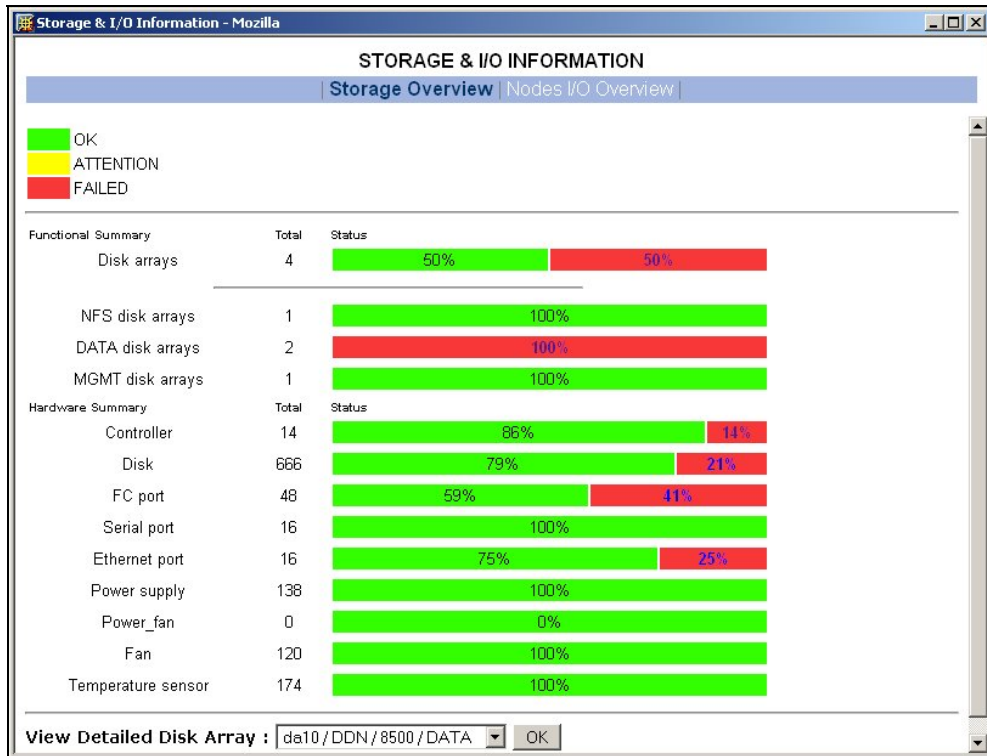 Storage & I/O Information - Mozilla
STORAGE & I/O INFORMATION
| Storage Overview | Nodes I/O Overview |
OK
ATTENTION
FAILED
Functional Summary Total Status
Disk arrays 4 50% 50%
NFS disk arrays 1 100%
DATA disk arrays 2 100%
MGMT disk arrays 1 100%
Hardware Summary Total Status
Controller 14 86% 14%
Disk 666 79% 21%
FC port 48 59% 41%
Serial port 16 100%
Ethernet port 16 75% 25%
Power supply 138 100%
Power_fan 0 0%
Fan 120 100%
Temperature sensor 174 100%
View Detailed Disk Array : da10 / DDN / 8500 / DATA OK